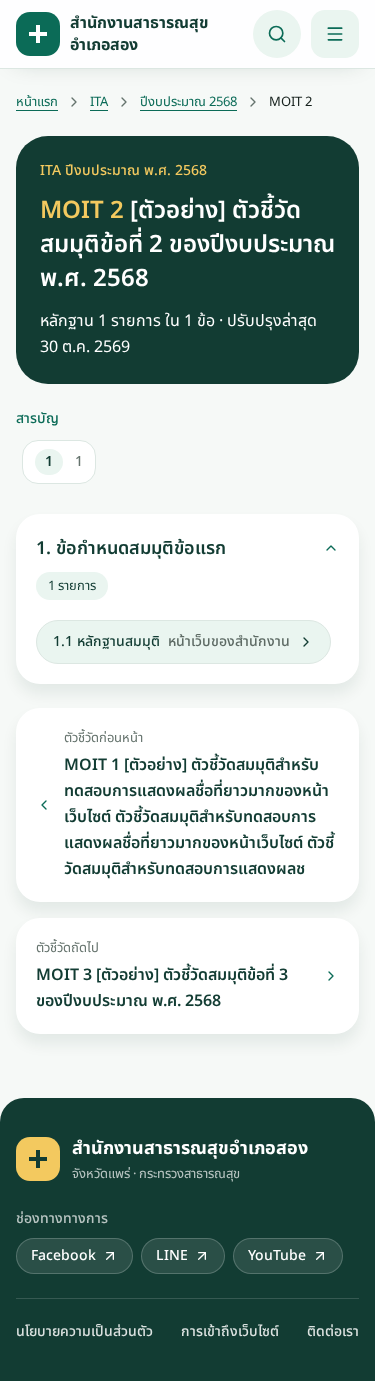 สำนักงานสาธารณสุข
อำเภอสอง
หน้าแรก > ITA > ปีงบประมาณ 2568 > MOIT 2
ITA ปีงบประมาณ พ.ศ. 2568
MOIT 2 [ตัวอย่าง] ตัวชี้วัด
สมมุติข้อที่ 2 ของปีงบประมาณ
พ.ศ. 2568
หลักฐาน 1 รายการ ใน 1 ข้อ · ปรับปรุงล่าสุด
30 ต.ค. 2569
สารบัญ
1 1
1. ข้อกำหนดสมมุติข้อแรก
1 รายการ
1.1 หลักฐานสมมุติ หน้าเว็บของสำนักงาน
ตัวชี้วัดก่อนหน้า
MOIT 1 [ตัวอย่าง] ตัวชี้วัดสมมุติสำหรับ
ทดสอบการแสดงผลชื่อที่ยาวมากของหน้า
เว็บไซต์ ตัวชี้วัดสมมุติสำหรับทดสอบการ
แสดงผลชื่อที่ยาวมากของหน้าเว็บไซต์ ตัวชี้
วัดสมมุติสำหรับทดสอบการแสดงผลช
ตัวชี้วัดถัดไป
MOIT 3 [ตัวอย่าง] ตัวชี้วัดสมมุติข้อที่ 3
ของปีงบประมาณ พ.ศ. 2568
สำนักงานสาธารณสุขอำเภอสอง
จังหวัดแพร่ · กระทรวงสาธารณสุข
ช่องทางทางการ
Facebook LINE YouTube
นโยบายความเป็นส่วนตัว การเข้าถึงเว็บไซต์ ติดต่อเรา